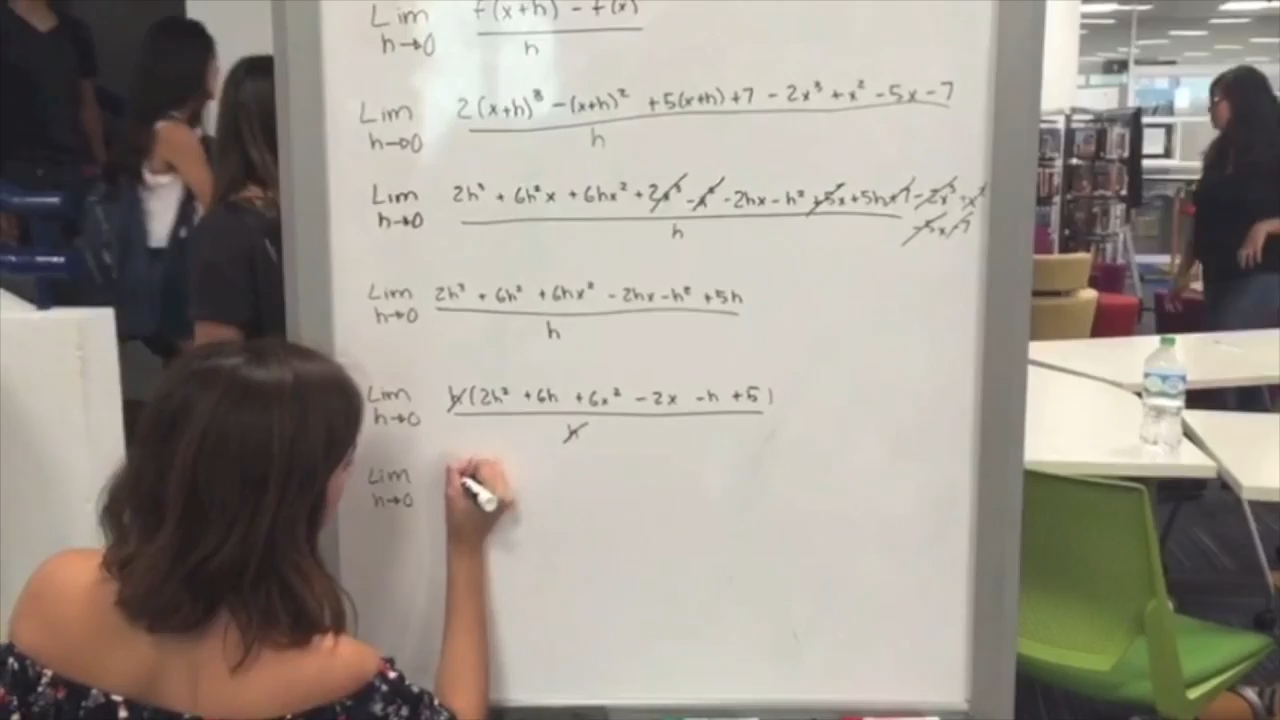 Lim f(x+h) - f(x)
h→0 h
Lim 2(x+h)³ - (x+h)² + 5(x+h) + 7 - 2x³ + x² - 5x - 7
h→0 h
Lim 2h³ + 6h²x + 6hx² + 2x³ - x² - 2hx - h² + 5x + 5h + 7 - 2x³ + x²
h→0 h - 5x - 7
Lim 2h³ + 6h² + 6hx² - 2hx - h² + 5h
h→0 h
Lim h(2h² + 6h + 6x² - 2x - h + 5)
h→0 h
Lim
h→0